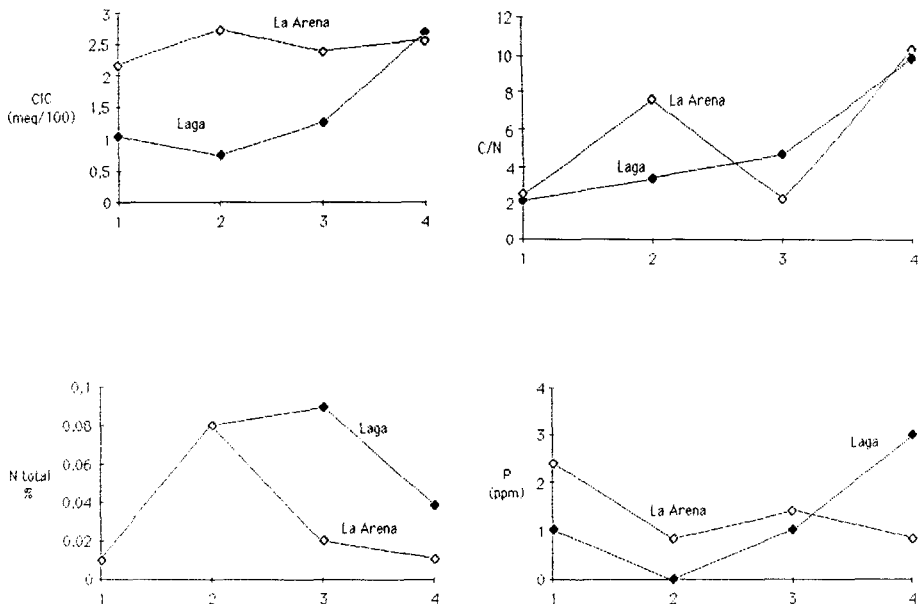 3
2.5
2
1.5
1
0.5
0
CIC
(meq/100)
La Arena
Laga
1 2 3 4
12
10
8
6
4
2
0
C/N
La Arena
Laga
1 2 3 4
0,1
0,08
0,06
0,04
0,02
0
N total
%
Laga
La Arena
1 2 3 4
4
3
2
1
0
P
(ppm)
Laga
La Arena
1 2 3 4